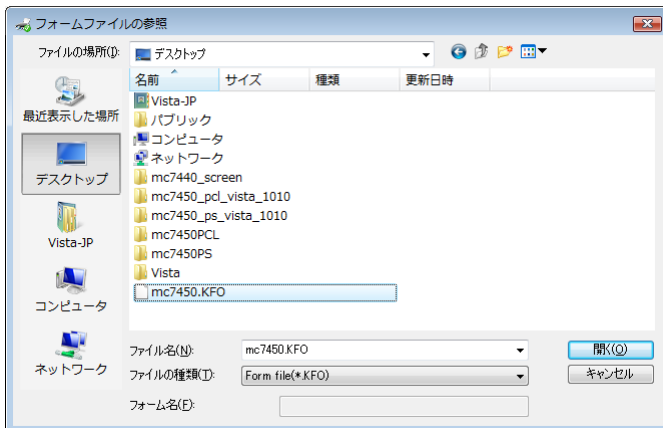 フォームファイルの参照
ファイルの場所(I):
デスクトップ
名前 サイズ 種類 更新日時
最近表示した場所
デスクトップ
Vista-JP
コンピュータ
ネットワーク
Vista-JP
パブリック
コンピュータ
ネットワーク
mc7440_screen
mc7450_pcl_vista_1010
mc7450_ps_vista_1010
mc7450PCL
mc7450PS
Vista
mc7450.KFO
ファイル名(N): mc7450.KFO 開く(O)
ファイルの種類(T): Form file(*.KFO) キャンセル
フォーム名(F):